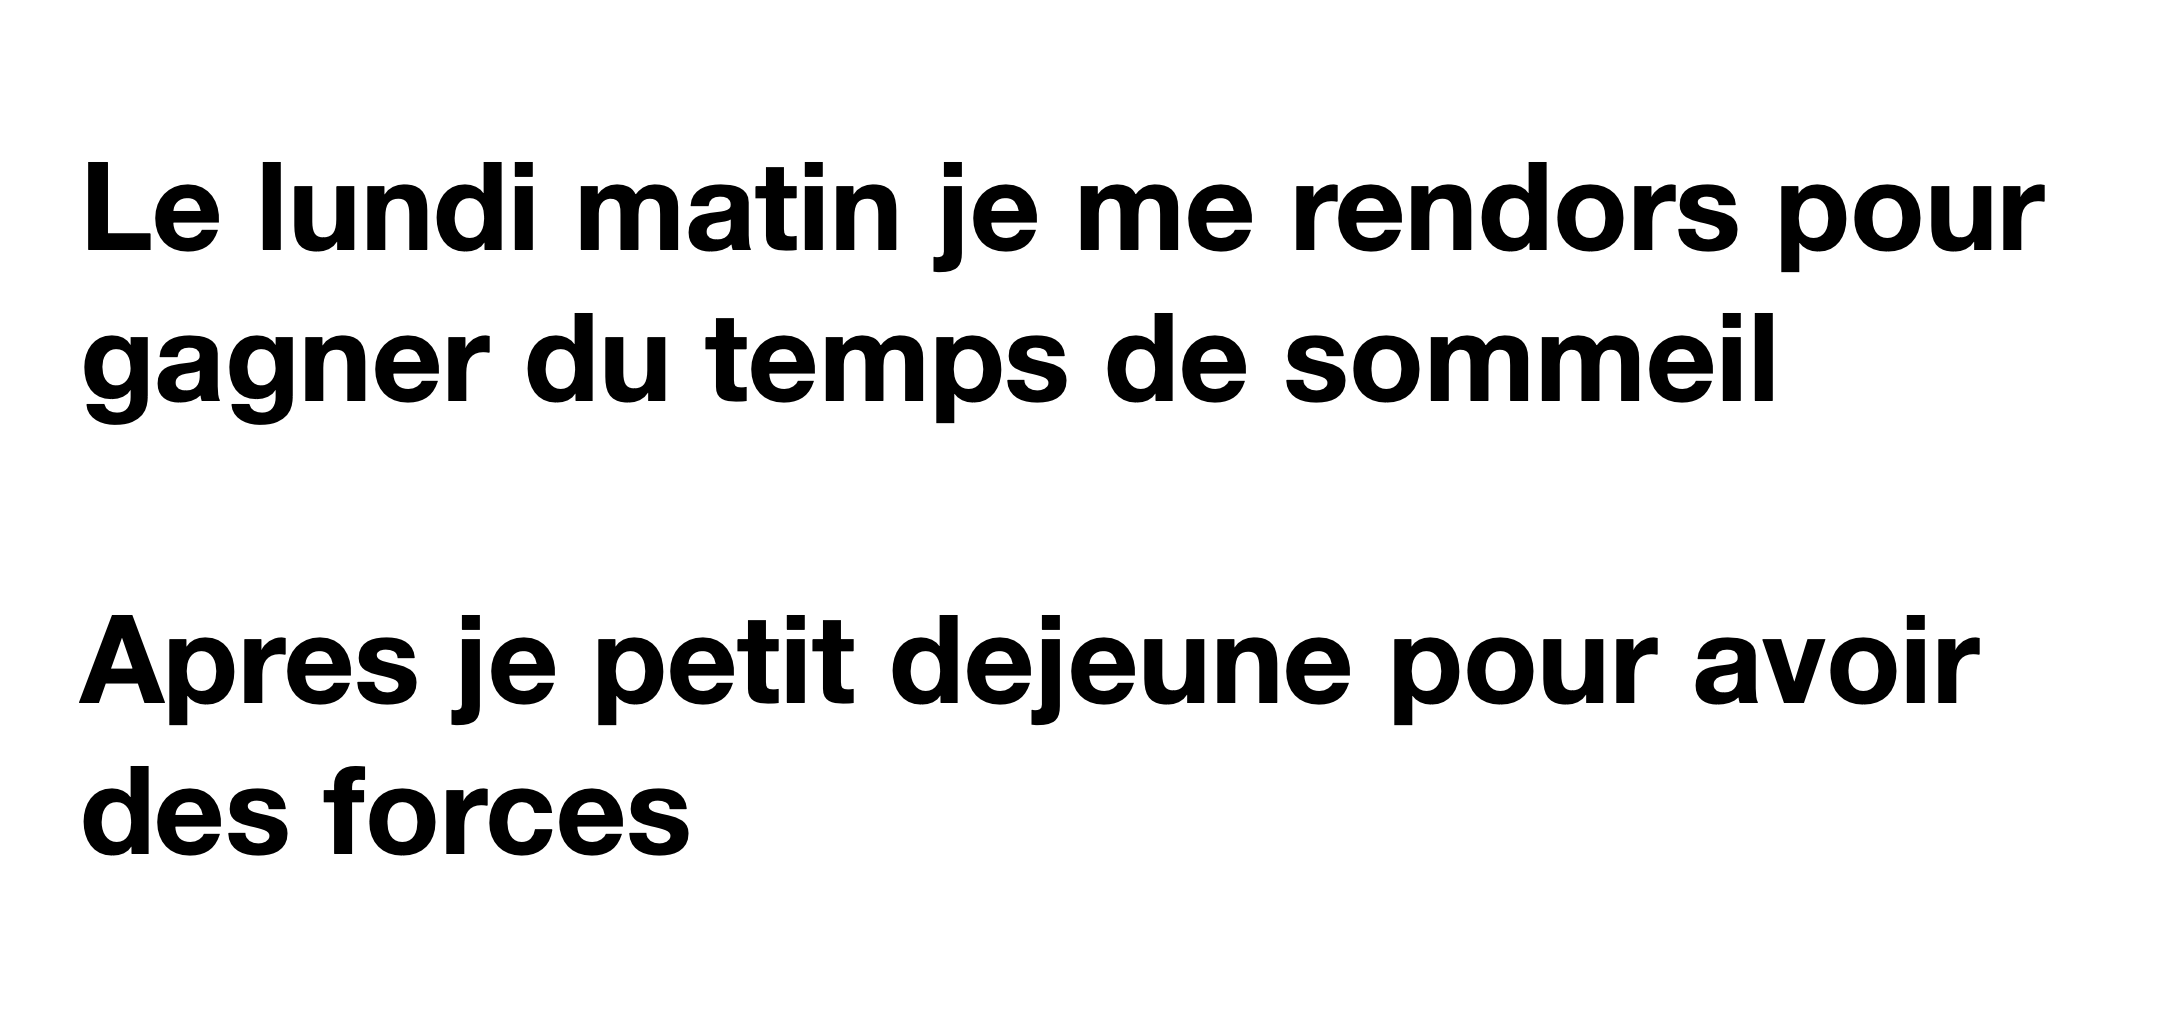 Le lundi matin je me rendors pour
gagner du temps de sommeil
Apres je petit dejeune pour avoir
des forces